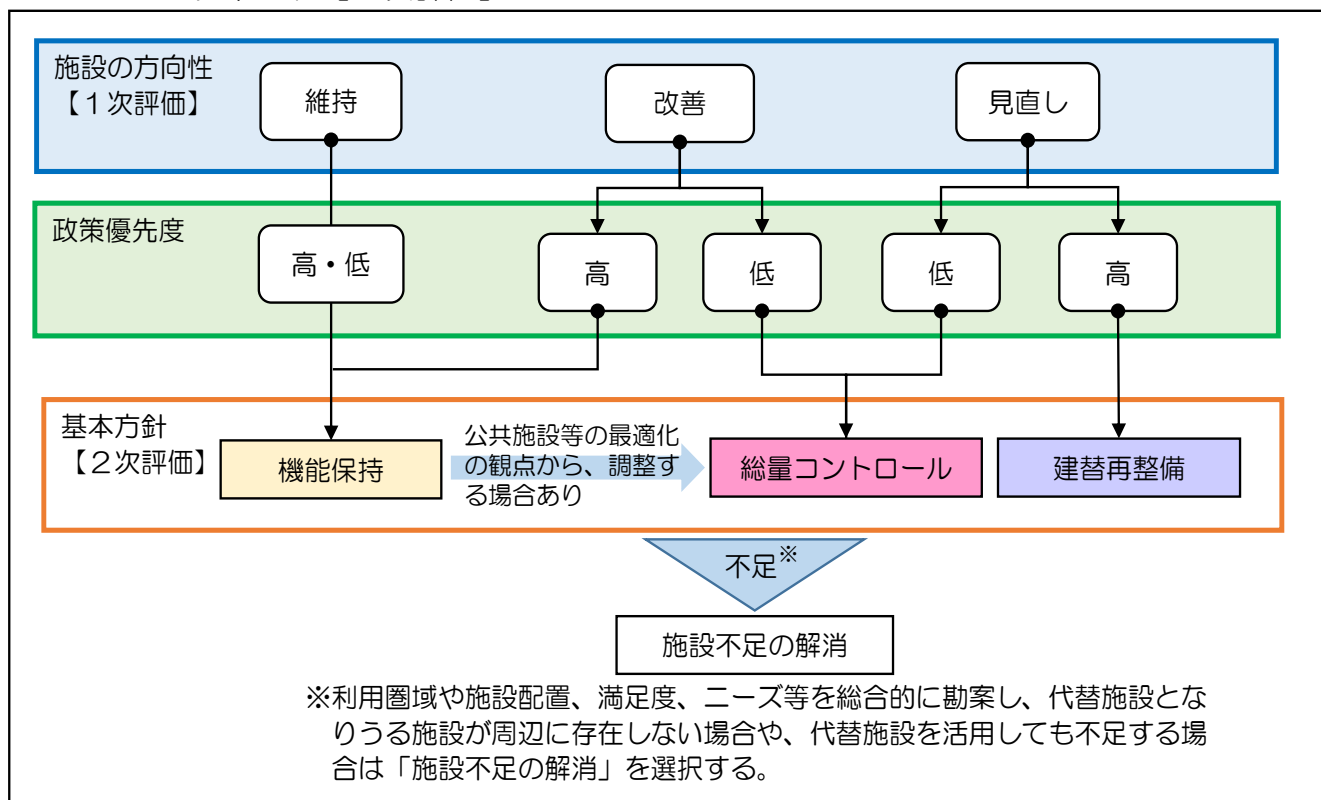 施設の方向性
【１次評価】
維持
改善
見直し
政策優先度
高・低
高
低
低
高
基本方針
【２次評価】
機能保持
公共施設等の最適化
の観点から、調整す
る場合あり
総量コントロール
建替再整備
不足※
施設不足の解消
※利用圏域や施設配置、満足度、ニーズ等を総合的に勘案し、代替施設とな
りうる施設が周辺に存在しない場合や、代替施設を活用しても不足する場
合は「施設不足の解消」を選択する。